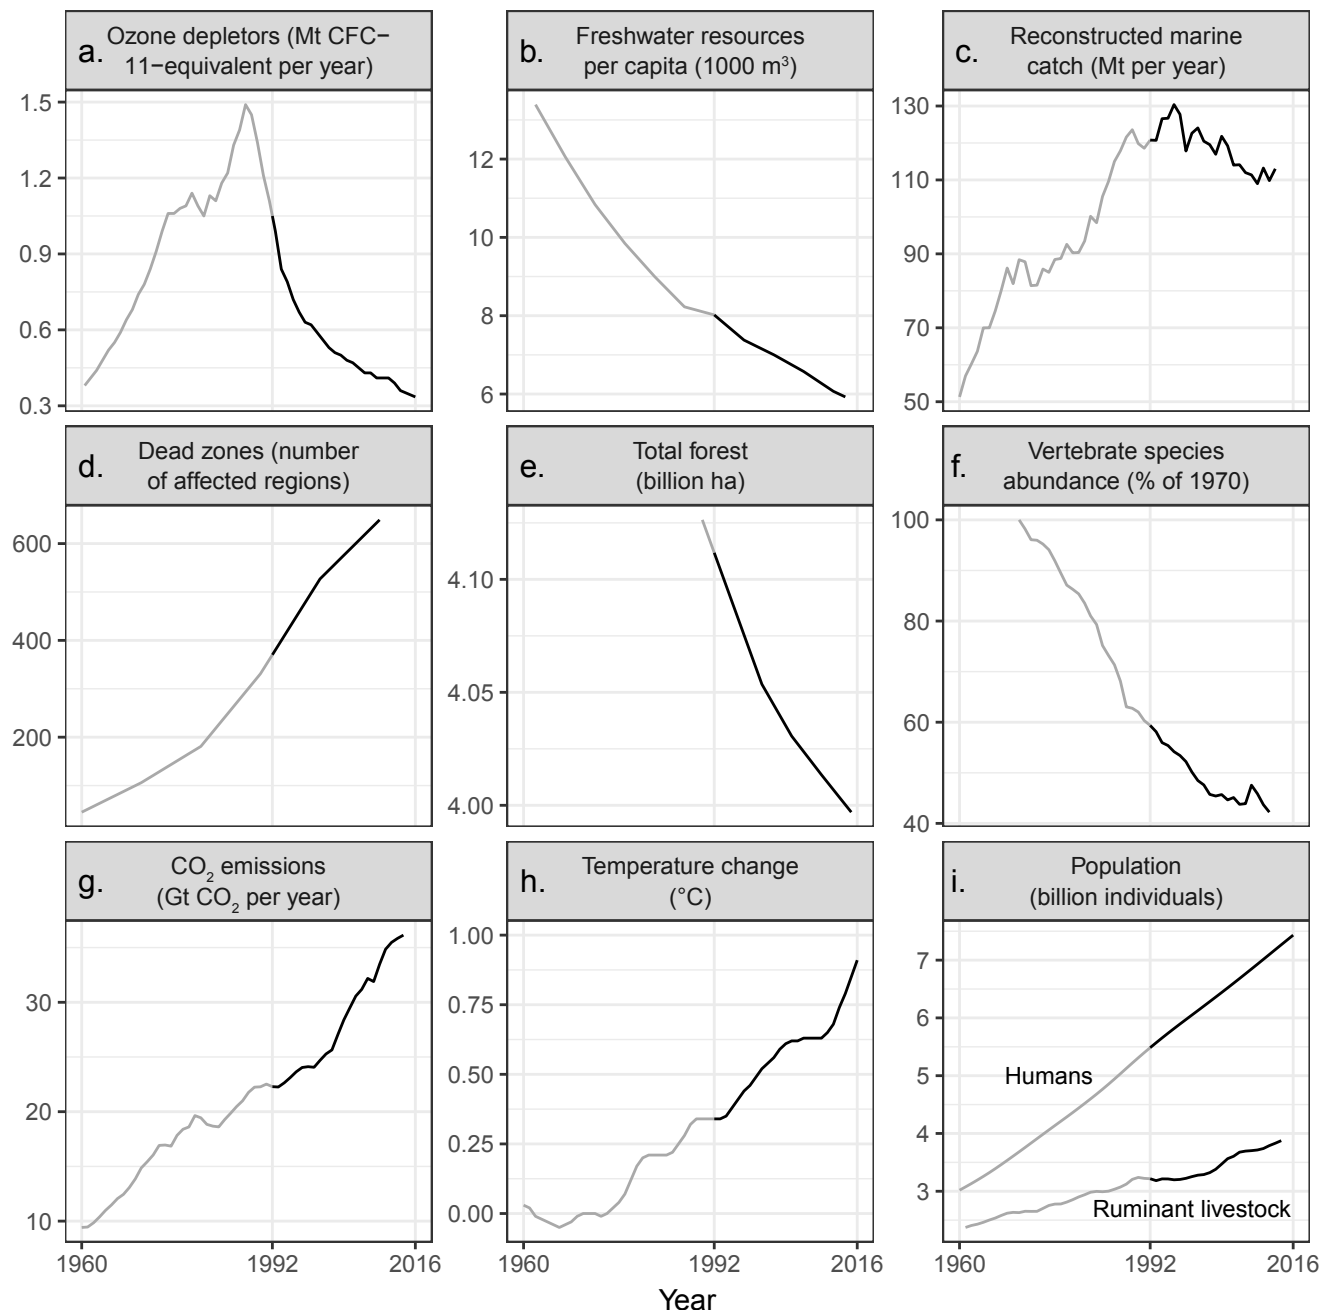 a.
Ozone depletors (Mt CFC−
11−equivalent per year)
b.
Freshwater resources
per capita (1000 m³)
c.
Reconstructed marine
catch (Mt per year)
1.5
1.2
0.9
0.6
0.3
12
10
8
6
130
110
90
70
50
d.
Dead zones (number
of affected regions)
e.
Total forest
(billion ha)
f.
Vertebrate species
abundance (% of 1970)
600
400
200
4.10
4.05
4.00
100
80
60
40
g.
CO₂ emissions
(Gt CO₂ per year)
h.
Temperature change
(°C)
i.
Population
(billion individuals)
30
20
10
1.00
0.75
0.50
0.25
0.00
7
6
5
4
3
Humans
Ruminant livestock
1960 1992 2016
1960 1992 2016
1960 1992 2016
Year